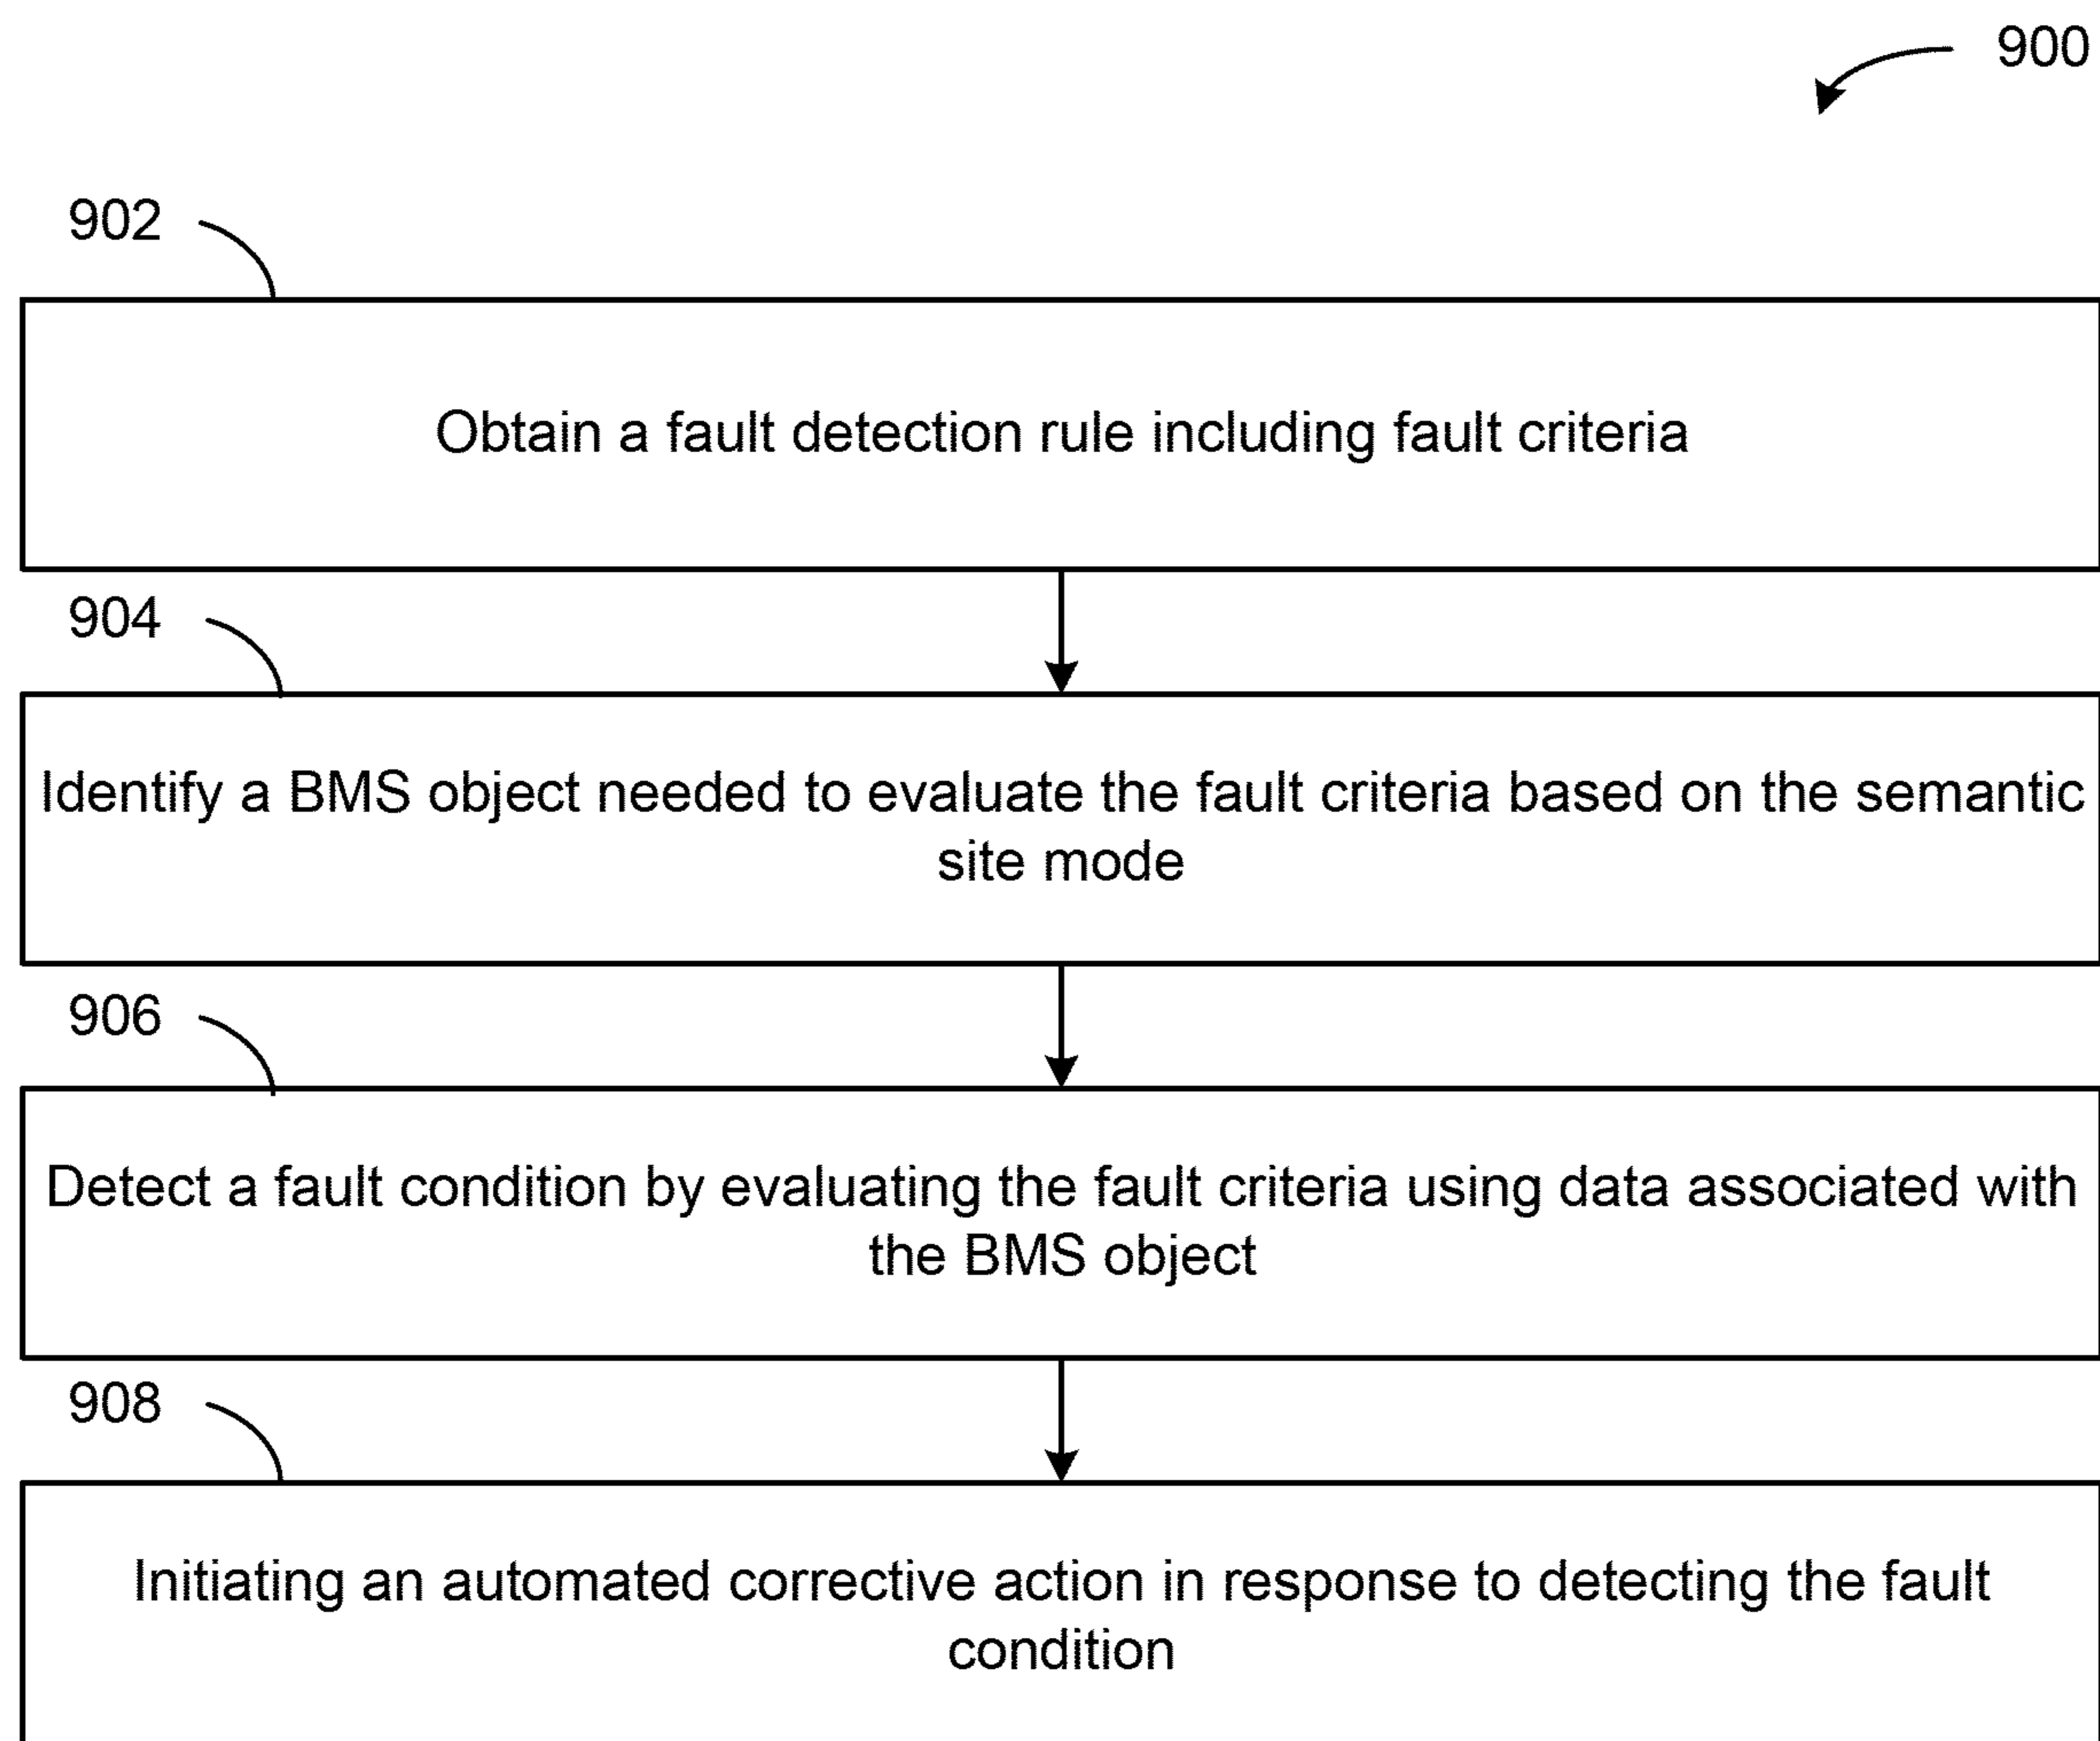 900
902
Obtain a fault detection rule including fault criteria
904
Identify a BMS object needed to evaluate the fault criteria based on the semantic
site mode
906
Detect a fault condition by evaluating the fault criteria using data associated with
the BMS object
908
Initiating an automated corrective action in response to detecting the fault
condition